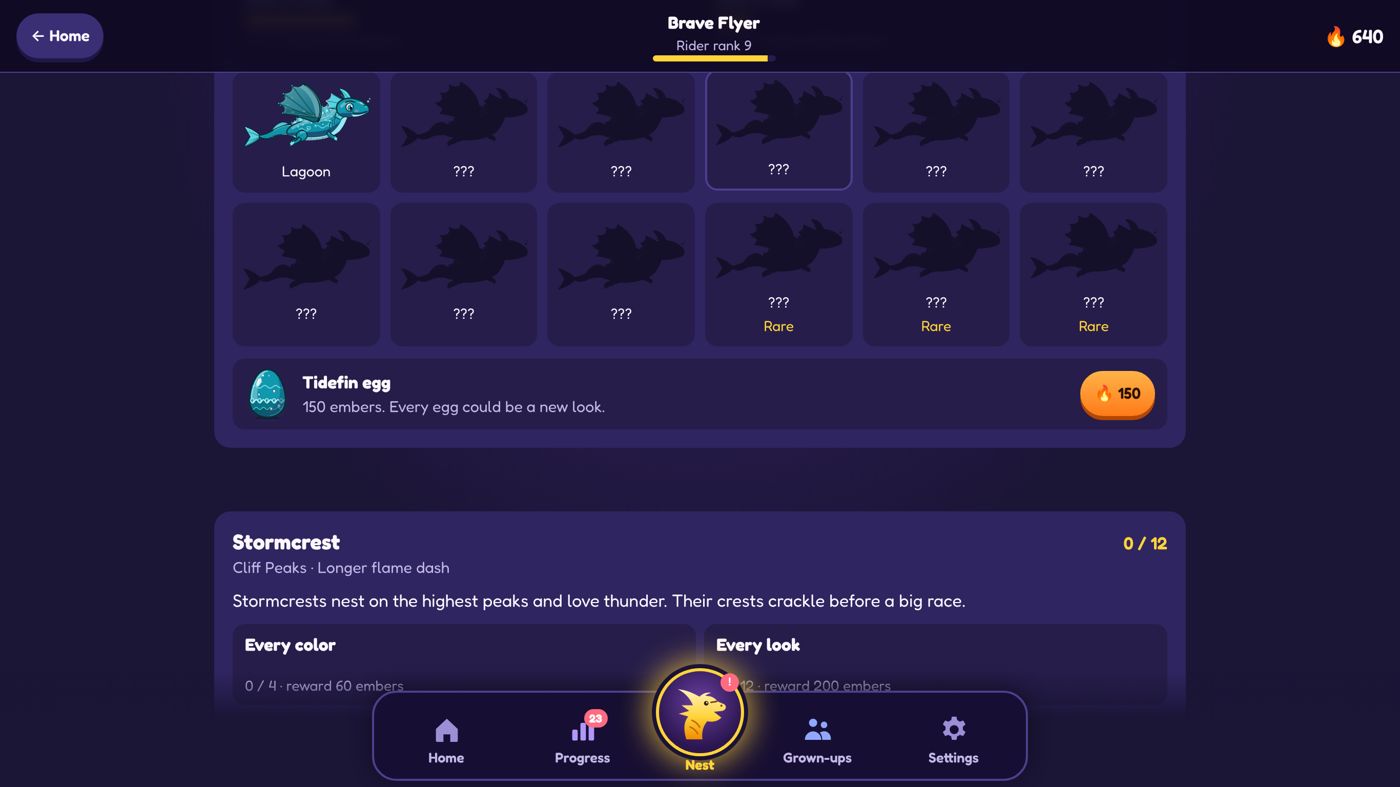 ← Home
Brave Flyer
Rider rank 9
640
Lagoon
???
???
???
???
???
???
???
???
???
Rare
???
Rare
???
Rare
Tidefin egg
150 embers. Every egg could be a new look.
150
Stormcrest
0 / 12
Cliff Peaks · Longer flame dash
Stormcrests nest on the highest peaks and love thunder. Their crests crackle before a big race.
Every color
0 / 4 · reward 60 embers
Every look
12 · reward 200 embers
!
Home
23
Progress
Nest
Grown-ups
Settings